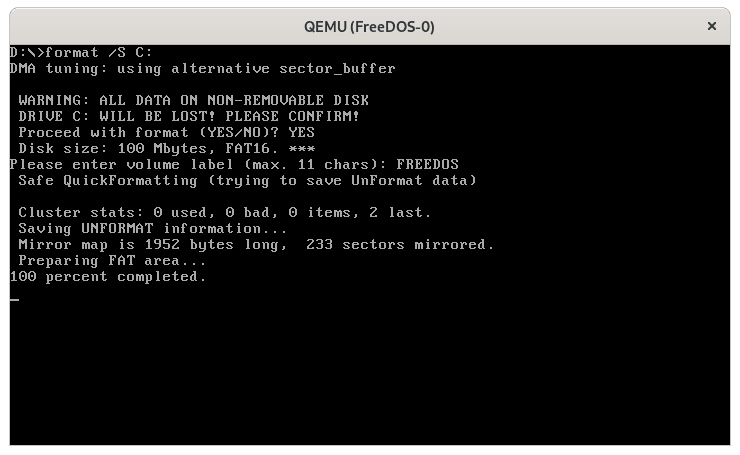 QEMU (FreeDOS-0)
D:\>format /S C:
DMA tuning: using alternative sector_buffer
WARNING: ALL DATA ON NON-REMOVABLE DISK
DRIVE C: WILL BE LOST! PLEASE CONFIRM!
Proceed with format (YES/NO)? YES
Disk size: 100 Mbytes, FAT16. ***
Please enter volume label (max. 11 chars): FREEDOS
Safe QuickFormatting (trying to save UnFormat data)
Cluster stats: 0 used, 0 bad, 0 items, 2 last.
Saving UNFORMAT information...
Mirror map is 1952 bytes long,  233 sectors mirrored.
Preparing FAT area...
100 percent completed.